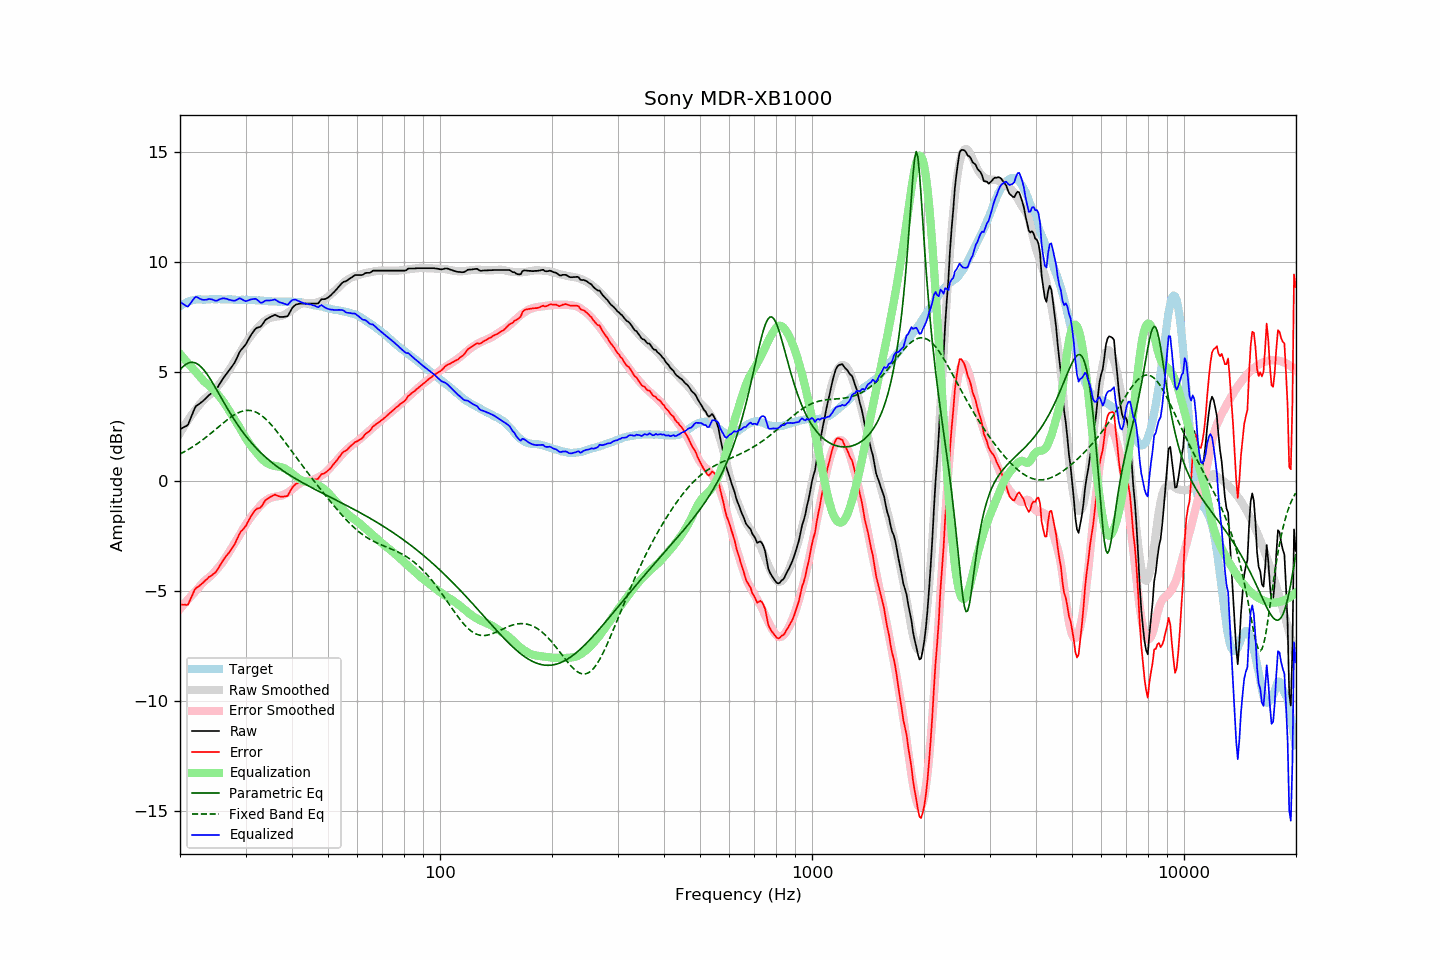 Sony MDR-XB1000
15
10
5
0
−5
−10
−15
Amplitude (dBr)
Target
Raw Smoothed
Error Smoothed
Raw
Error
Equalization
Parametric Eq
Fixed Band Eq
Equalized
100
1000
10000
Frequency (Hz)